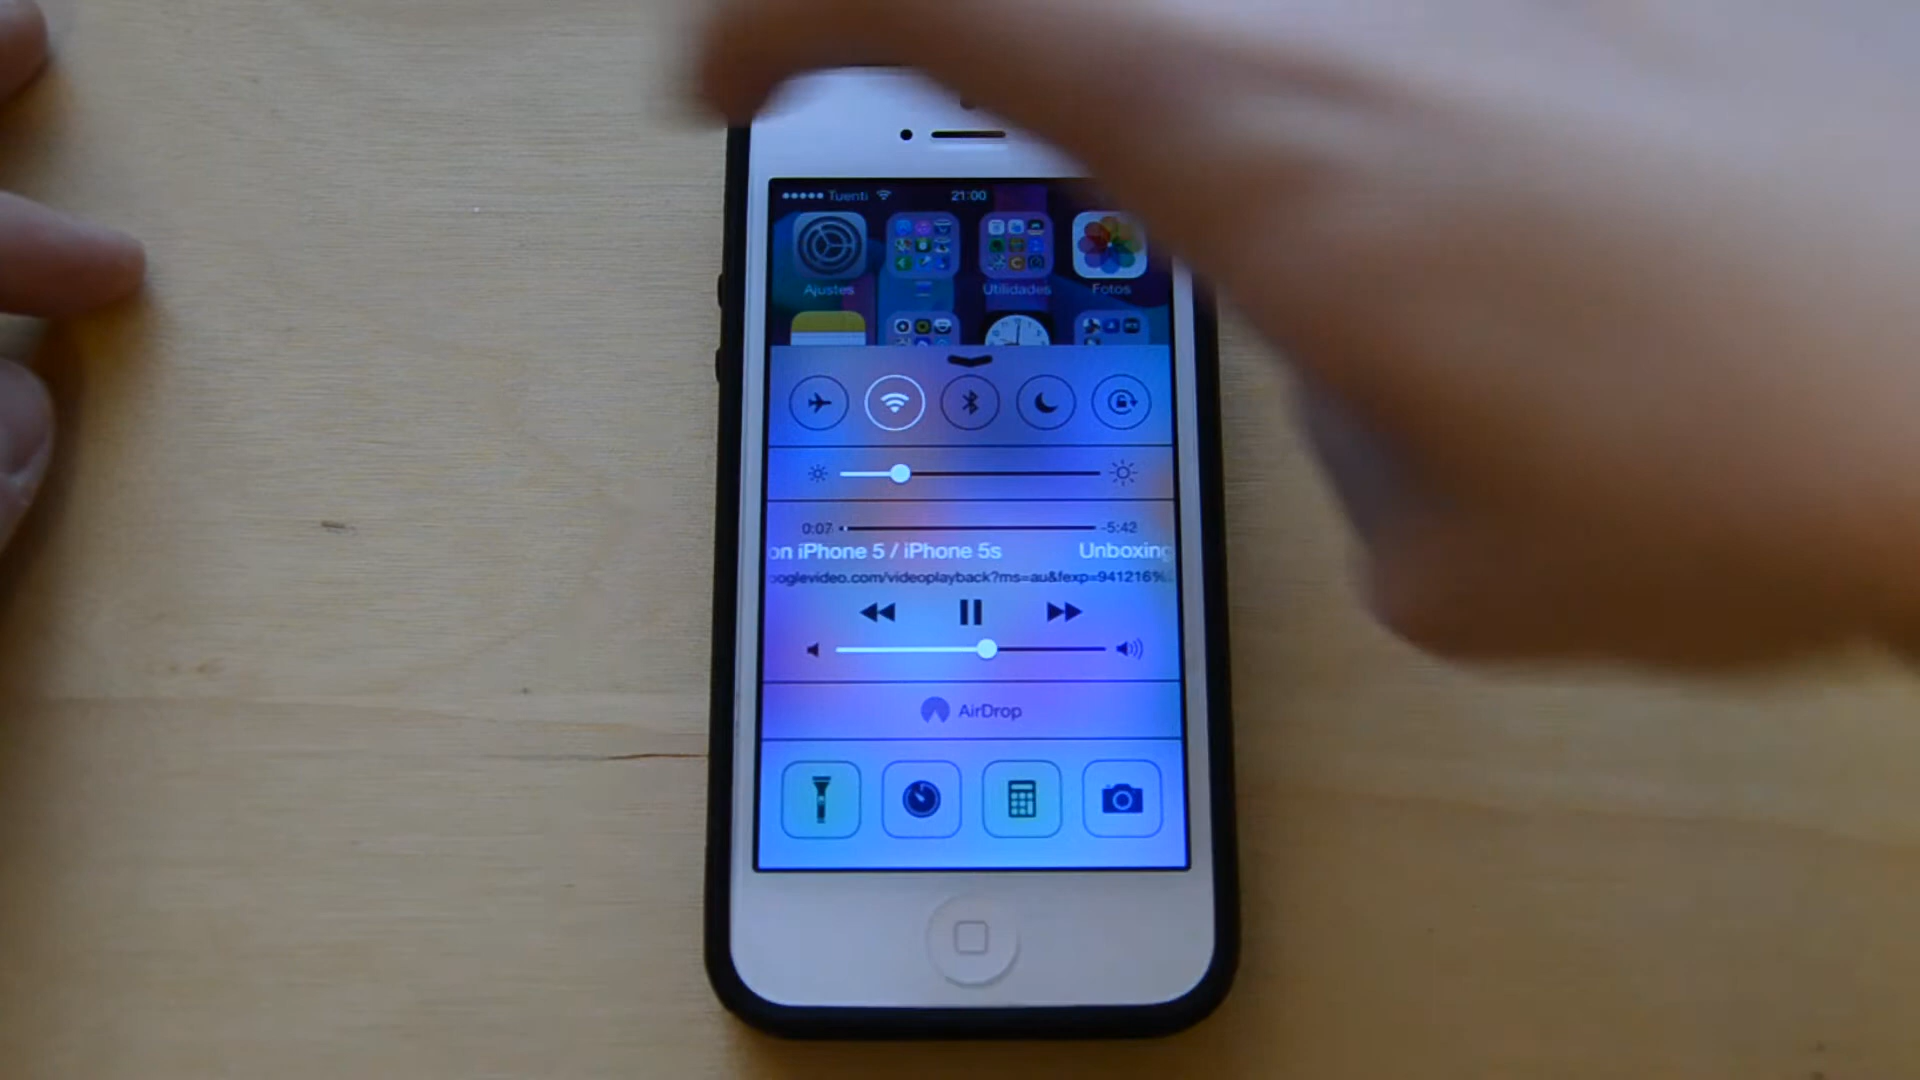 Tuenti 21:00
Ajustes Utilidades Fotos
0:07 -5:42
on iPhone 5 / iPhone 5s Unboxing
oglevideo.com/videoplayback?ms=au&fexp=941216%
AirDrop